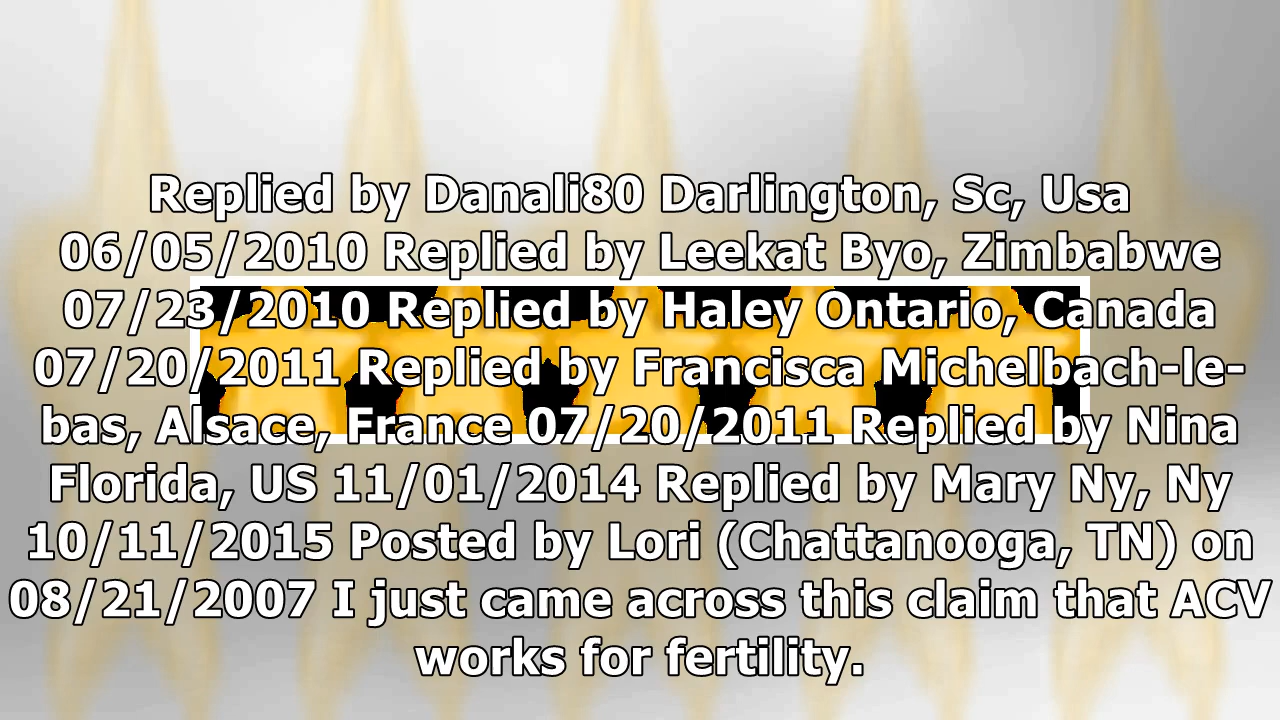 Replied by Danali80 Darlington, Sc, Usa
06/05/2010 Replied by Leekat Byo, Zimbabwe
07/23/2010 Replied by Haley Ontario, Canada
07/20/2011 Replied by Francisca Michelbach-le-
bas, Alsace, France 07/20/2011 Replied by Nina
Florida, US 11/01/2014 Replied by Mary Ny, Ny
10/11/2015 Posted by Lori (Chattanooga, TN) on
08/21/2007 I just came across this claim that ACV
works for fertility.